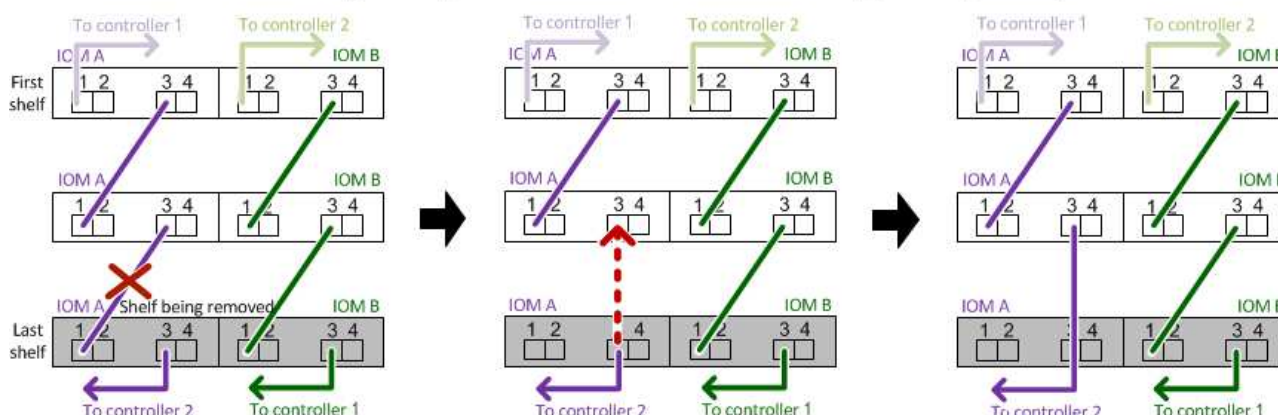 To controller 1 To controller 2 To controller 1 To controller 2 To controller 1 To controller 2
IOM A IOM B IOM A IOM B IOM A
First shelf
1 2 3 4 1 2 3 4 1 2 3 4 1 2 3 4 1 2 3 4 1 2 3 4
IOM A IOM B IOM A IOM B IOM A
1 2 3 4 1 2 3 4 1 2 3 4 1 2 3 4 1 2 3 4 1 2 3 4
IOM A Shelf being removed IOM B IOM A IOM B IOM A
Last shelf
1 2 3 4 1 2 3 4 1 2 4 1 2 3 4 1 2 3 4 1 2 3 4
To controller 2 To controller 1 To controller 2 To controller 1 To controller 2 To controller 1